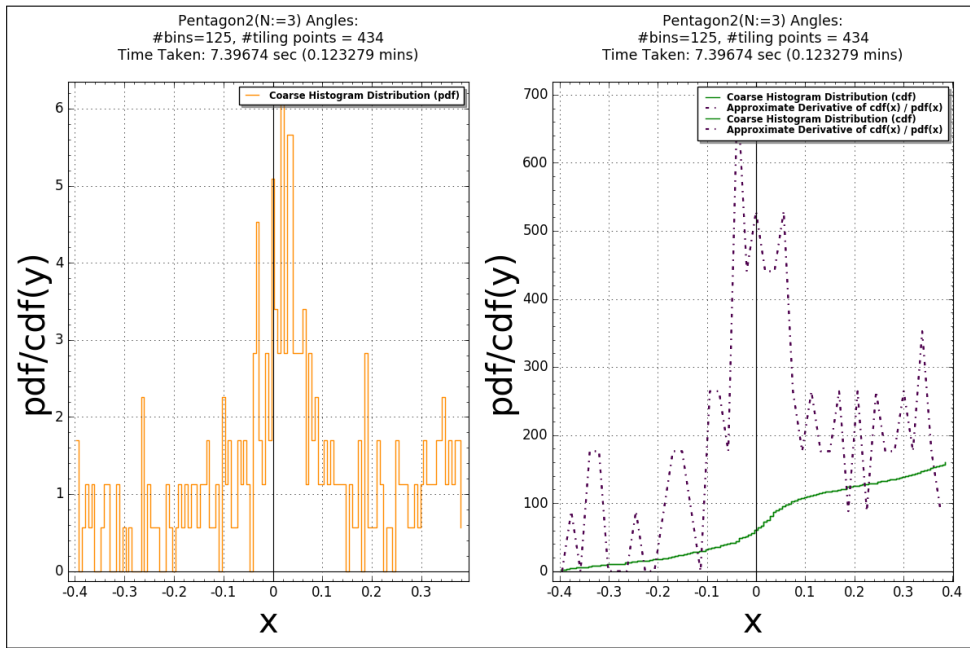 Pentagon2(N:=3) Angles:
#bins=125, #tiling points = 434
Time Taken: 7.39674 sec (0.123279 mins)
Coarse Histogram Distribution (pdf)
6
5
4
3
2
1
0
-0.4 -0.3 -0.2 -0.1 0 0.1 0.2 0.3
pdf/cdf(y)
x
Pentagon2(N:=3) Angles:
#bins=125, #tiling points = 434
Time Taken: 7.39674 sec (0.123279 mins)
Coarse Histogram Distribution (cdf)
Approximate Derivative of cdf(x) / pdf(x)
Coarse Histogram Distribution (cdf)
Approximate Derivative of cdf(x) / pdf(x)
700
600
500
400
300
200
100
0
-0.4 -0.3 -0.2 -0.1 0 0.1 0.2 0.3 0.4
pdf/cdf(y)
x